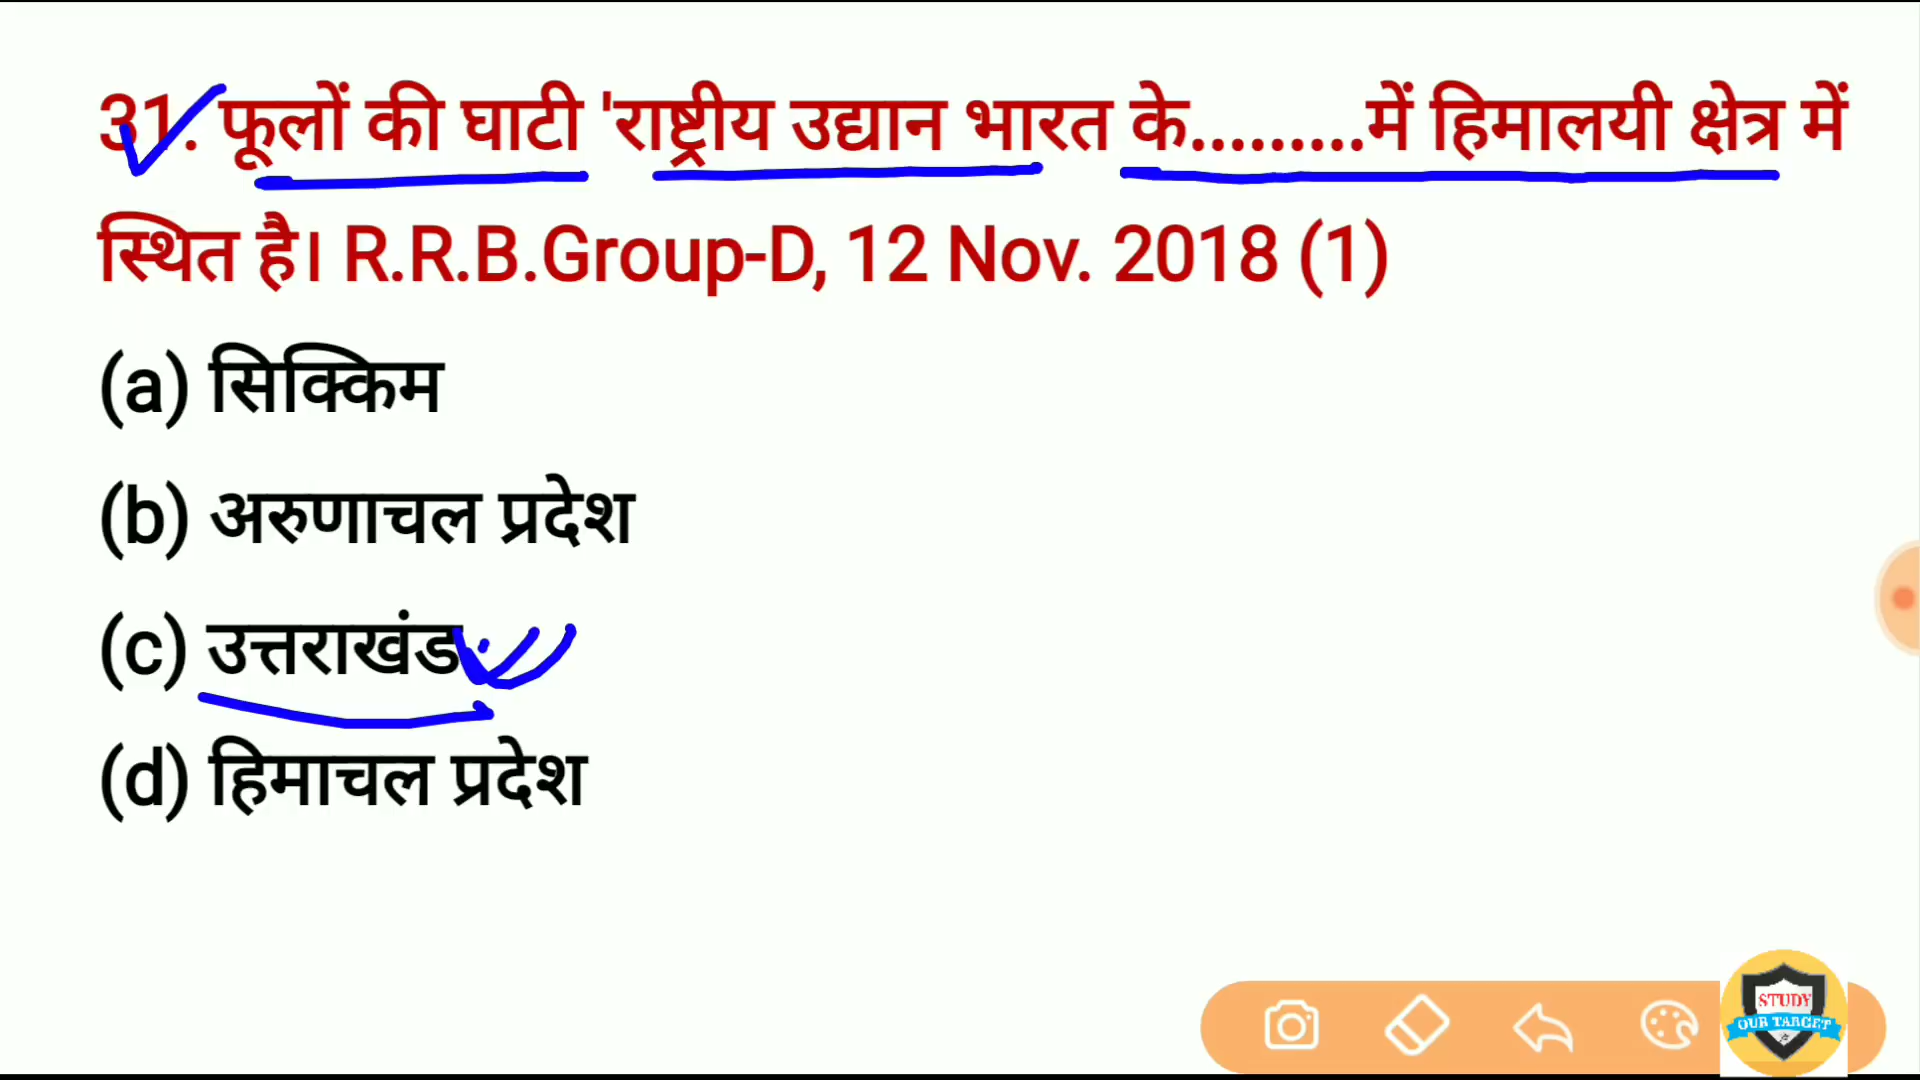 31. फूलों की घाटी 'राष्ट्रीय उद्यान भारत के.........में हिमालयी क्षेत्र में
स्थित है। R.R.B.Group-D, 12 Nov. 2018 (1)
(a) सिक्किम
(b) अरुणाचल प्रदेश
(c) उत्तराखंड
(d) हिमाचल प्रदेश
STUDY
OUR TARGET